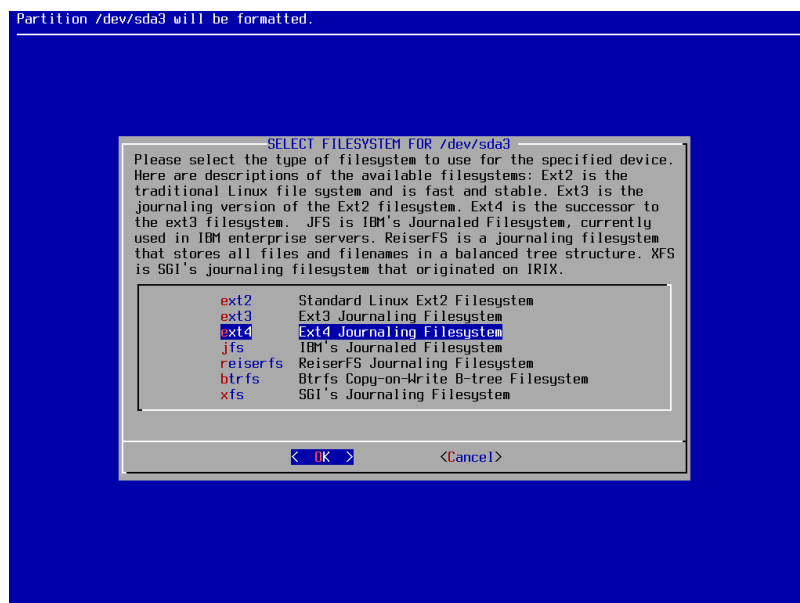 Partition /dev/sda3 will be formatted.
SELECT FILESYSTEM FOR /dev/sda3
Please select the type of filesystem to use for the specified device.
Here are descriptions of the available filesystems: Ext2 is the
traditional Linux file system and is fast and stable. Ext3 is the
journaling version of the Ext2 filesystem. Ext4 is the successor to
the ext3 filesystem.  JFS is IBM's Journaled Filesystem, currently
used in IBM enterprise servers. ReiserFS is a journaling filesystem
that stores all files and filenames in a balanced tree structure. XFS
is SGI's journaling filesystem that originated on IRIX.
ext2 Standard Linux Ext2 Filesystem
ext3 Ext3 Journaling Filesystem
ext4 Ext4 Journaling Filesystem
jfs IBM's Journaled Filesystem
reiserfs ReiserFS Journaling Filesystem
btrfs Btrfs Copy-on-Write B-tree Filesystem
xfs SGI's Journaling Filesystem
< OK > <Cancel>